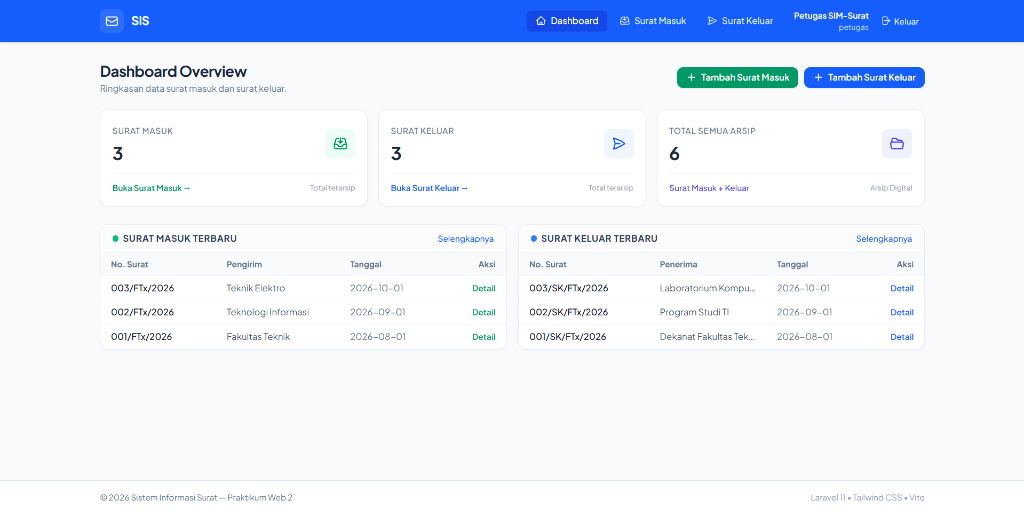 SIS Dashboard Surat Masuk Surat Keluar Petugas SIM-Surat Keluar
petugas
Dashboard Overview
Ringkasan data surat masuk dan surat keluar.
+ Tambah Surat Masuk + Tambah Surat Keluar
SURAT MASUK
3
Buka Surat Masuk → Total terarsip
SURAT KELUAR
3
Buka Surat Keluar → Total terarsip
TOTAL SEMUA ARSIP
6
Surat Masuk + Keluar Arsip Digital
SURAT MASUK TERBARU Selengkapnya
No. Surat Pengirim Tanggal Aksi
003/FTx/2026 Teknik Elektro 2026-10-01 Detail
002/FTx/2026 Teknologi Informasi 2026-09-01 Detail
001/FTx/2026 Fakultas Teknik 2026-08-01 Detail
SURAT KELUAR TERBARU Selengkapnya
No. Surat Penerima Tanggal Aksi
003/SK/FTx/2026 Laboratorium Kompu... 2026-10-01 Detail
002/SK/FTx/2026 Program Studi TI 2026-09-01 Detail
001/SK/FTx/2026 Dekanat Fakultas Tek... 2026-08-01 Detail
© 2026 Sistem Informasi Surat — Praktikum Web 2 Laravel 11 • Tailwind CSS • Vite